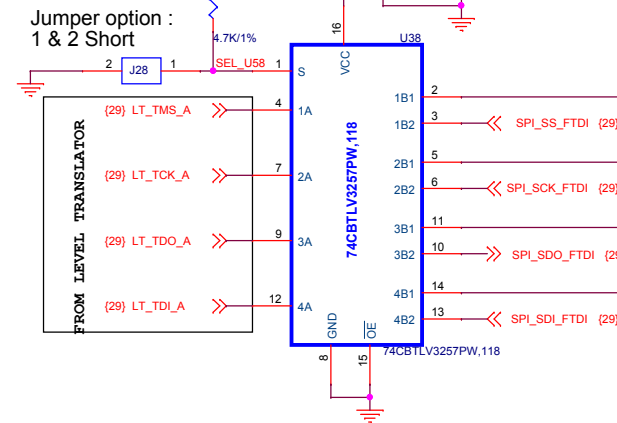 Jumper option :
1 & 2 Short
4.7K/1%
16
U38
VCC
2 J28 1 SEL_U58 1 S
FROM LEVEL TRANSLATOR
{29} LT_TMS_A 4 1A
{29} LT_TCK_A 7 2A
{29} LT_TDO_A 9 3A
{29} LT_TDI_A 12 4A
74CBTLV3257PW,118
1B1 2
1B2 3 SPI_SS_FTDI {29}
2B1 5
2B2 6 SPI_SCK_FTDI {29}
3B1 11
3B2 10 SPI_SDO_FTDI {29
4B1 14
4B2 13 SPI_SDI_FTDI {29}
GND OE
8 15
74CBTLV3257PW,118